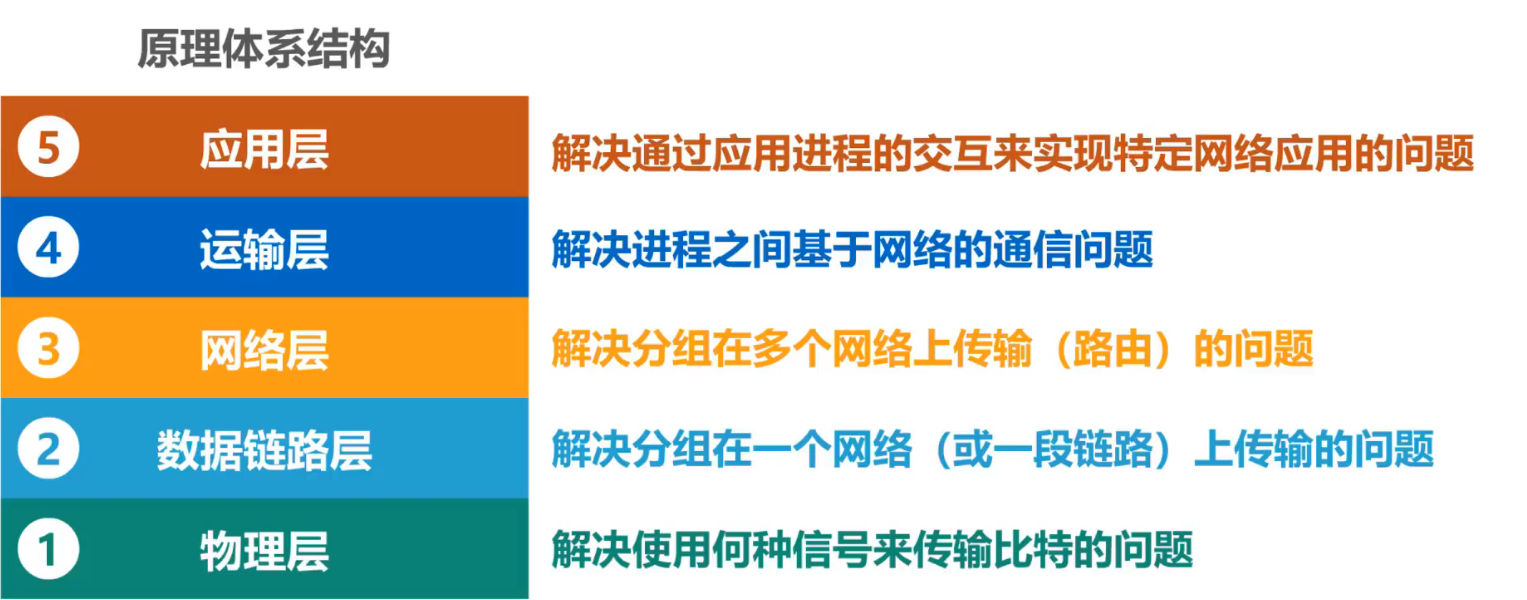 原理体系结构
5 应用层 解决通过应用进程的交互来实现特定网络应用的问题
4 运输层 解决进程之间基于网络的通信问题
3 网络层 解决分组在多个网络上传输（路由）的问题
2 数据链路层 解决分组在一个网络（或一段链路）上传输的问题
1 物理层 解决使用何种信号来传输比特的问题